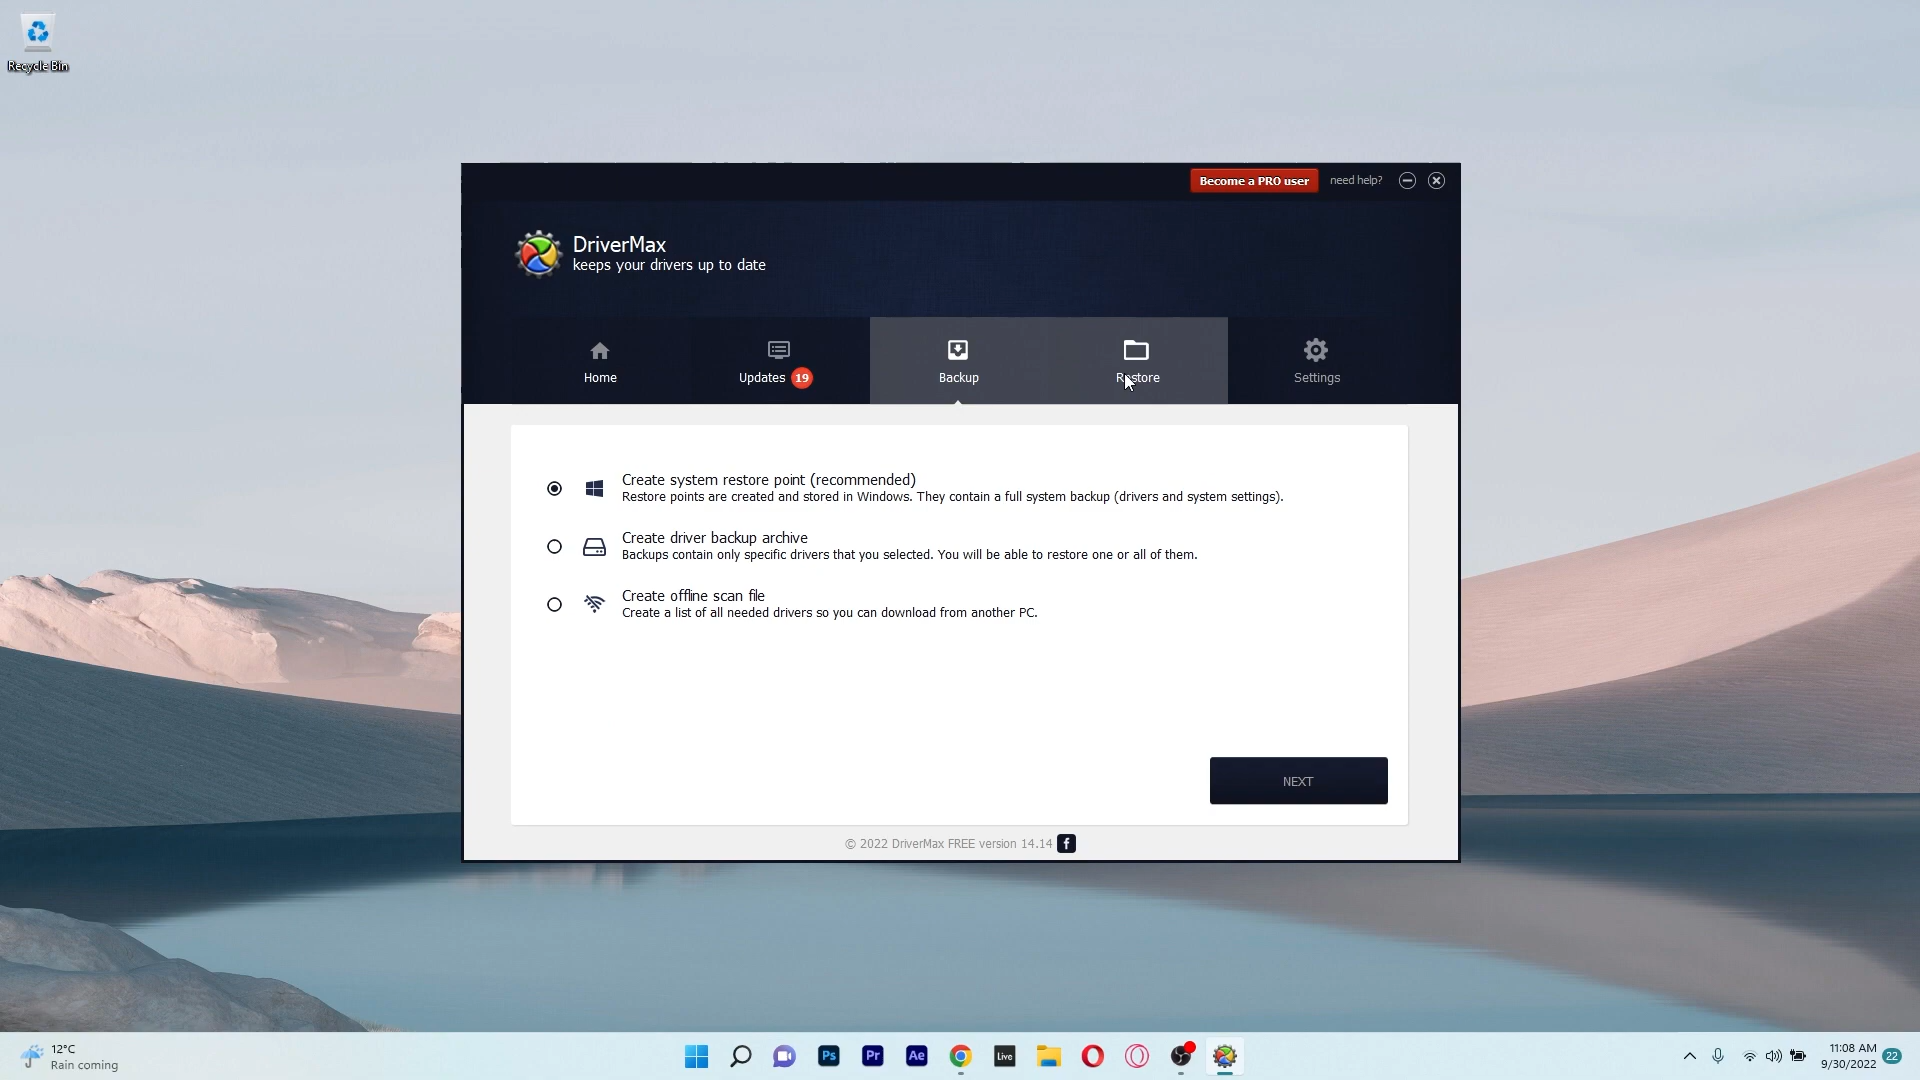 Recycle Bin
Become a PRO user
need help?
DriverMax
keeps your drivers up to date
Home
Updates 19
Backup
Restore
Settings
Create system restore point (recommended)
Restore points are created and stored in Windows. They contain a full system backup (drivers and system settings).
Create driver backup archive
Backups contain only specific drivers that you selected. You will be able to restore one or all of them.
Create offline scan file
Create a list of all needed drivers so you can download from another PC.
NEXT
© 2022 DriverMax FREE version 14.14 f
12°C
Rain coming
Ps
Pr
Ae
Live
11:08 AM
9/30/2022
22